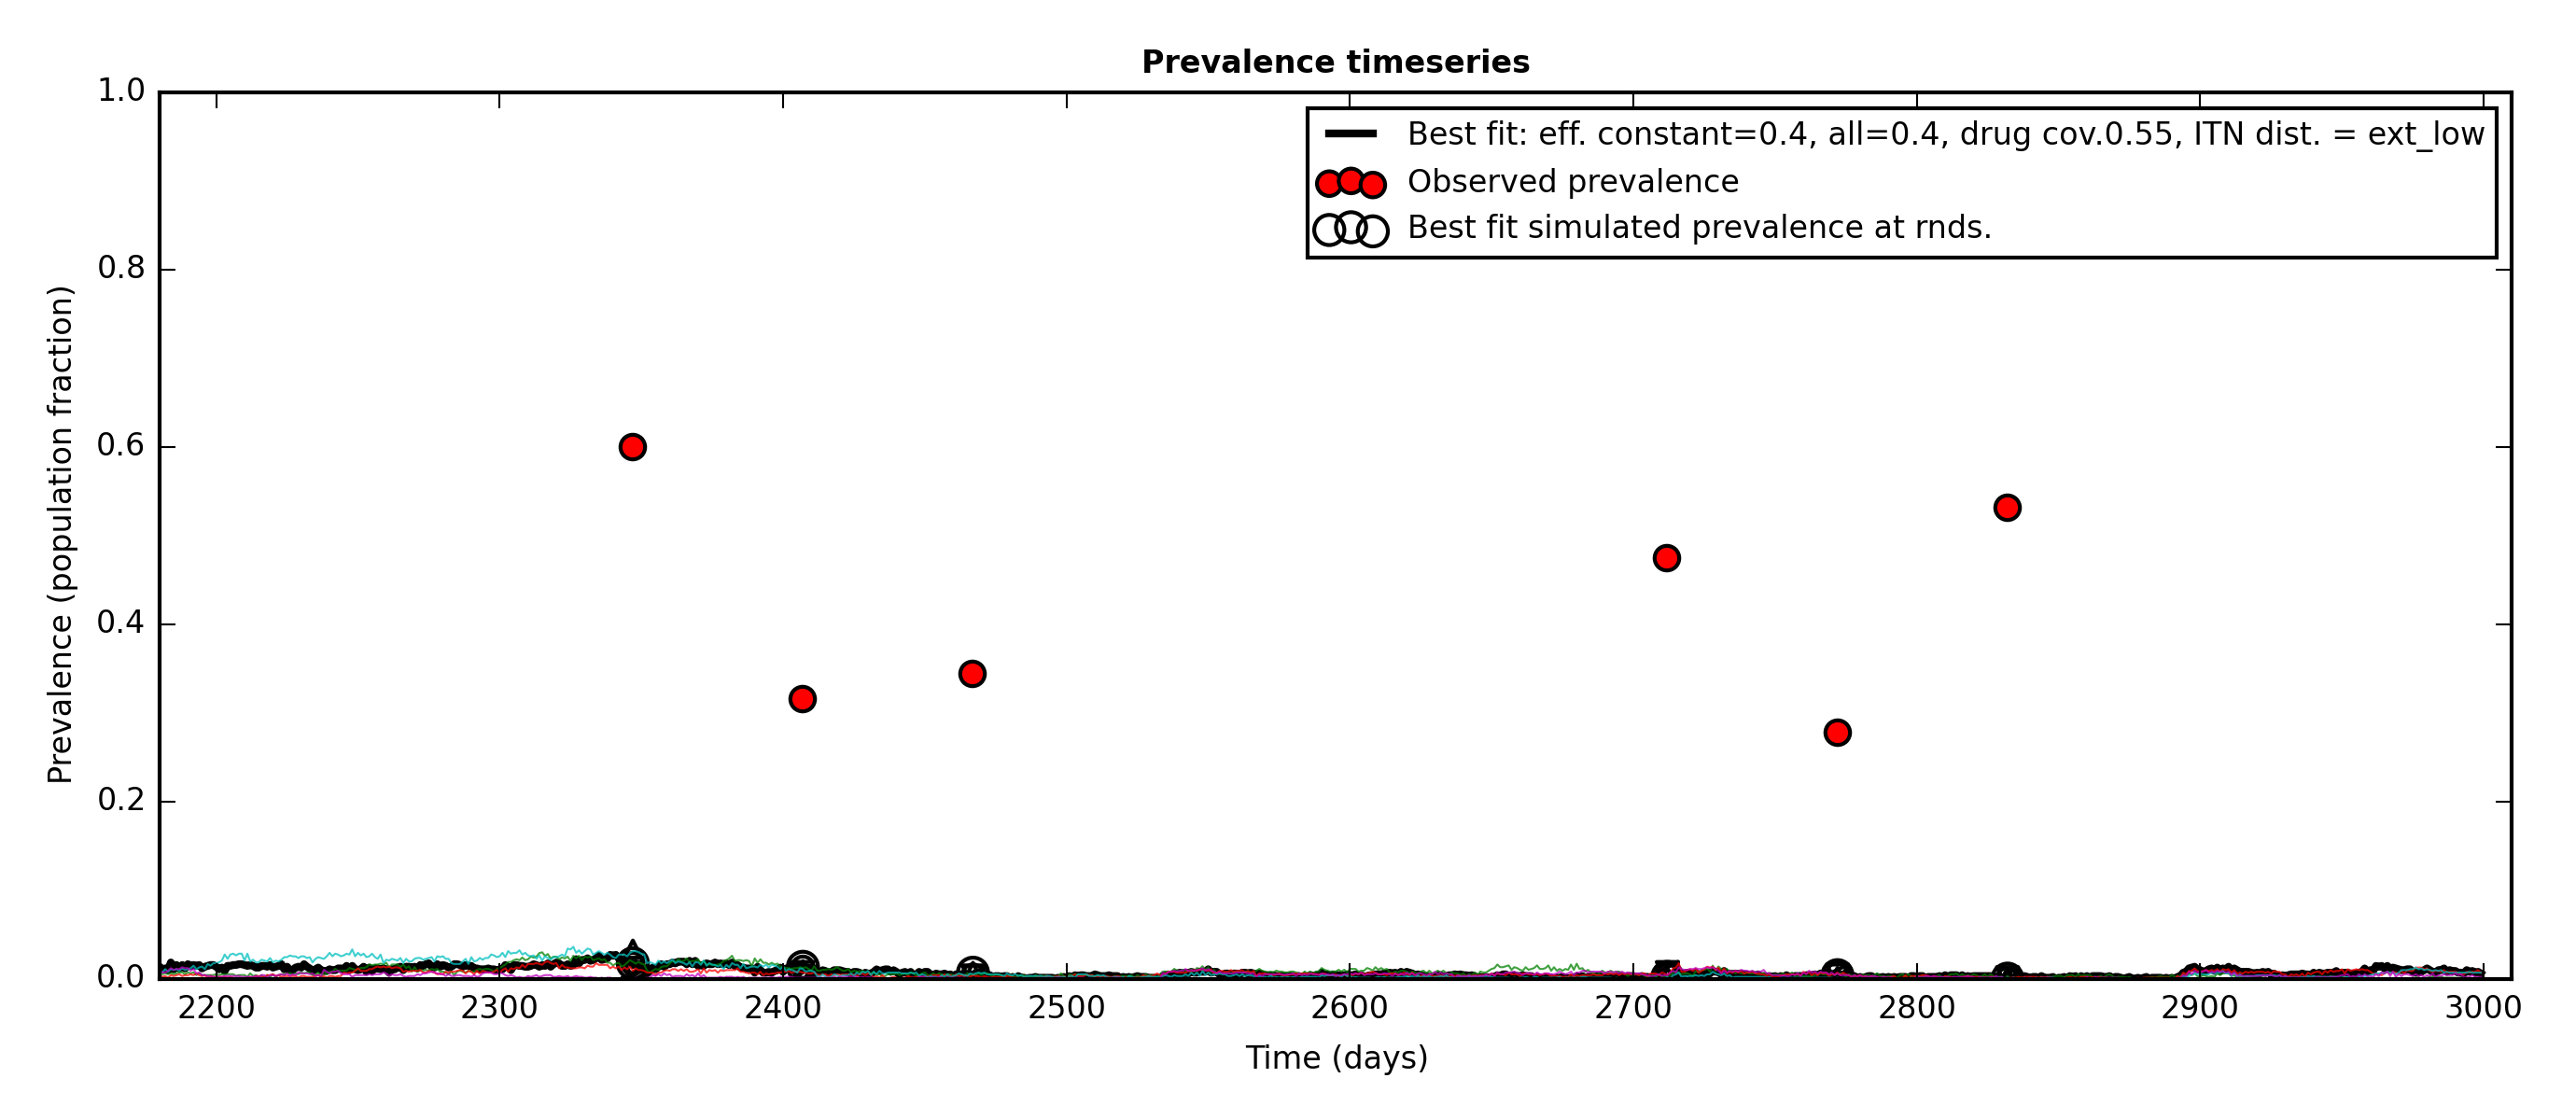 Prevalence timeseries
1.0
0.8
0.6
0.4
0.2
0.0
Prevalence (population fraction)
Best fit: eff. constant=0.4, all=0.4, drug cov.0.55, ITN dist. = ext_low
Observed prevalence
Best fit simulated prevalence at rnds.
2200 2300 2400 2500 2600 2700 2800 2900 3000
Time (days)